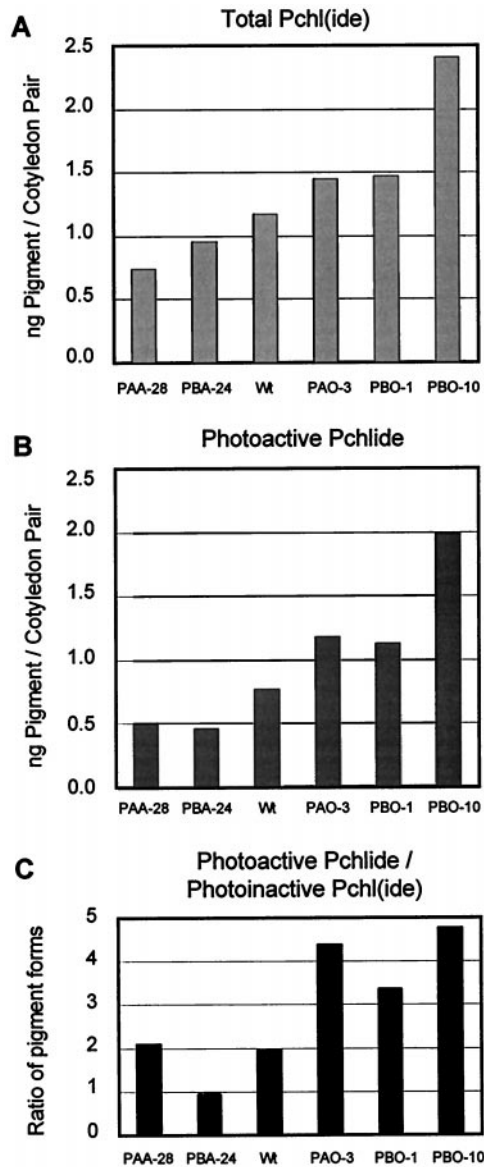 A
Total Pchl(ide)
ng Pigment / Cotyledon Pair
2.5
2.0
1.5
1.0
0.5
0.0
PAA-28 PBA-24 Wt PAO-3 PBO-1 PBO-10
B
Photoactive Pchlide
ng Pigment / Cotyledon Pair
2.5
2.0
1.5
1.0
0.5
0.0
PAA-28 PBA-24 Wt PAO-3 PBO-1 PBO-10
C
Photoactive Pchlide /
Photoinactive Pchl(ide)
Ratio of pigment forms
5
4
3
2
1
0
PAA-28 PBA-24 Wt PAO-3 PBO-1 PBO-10